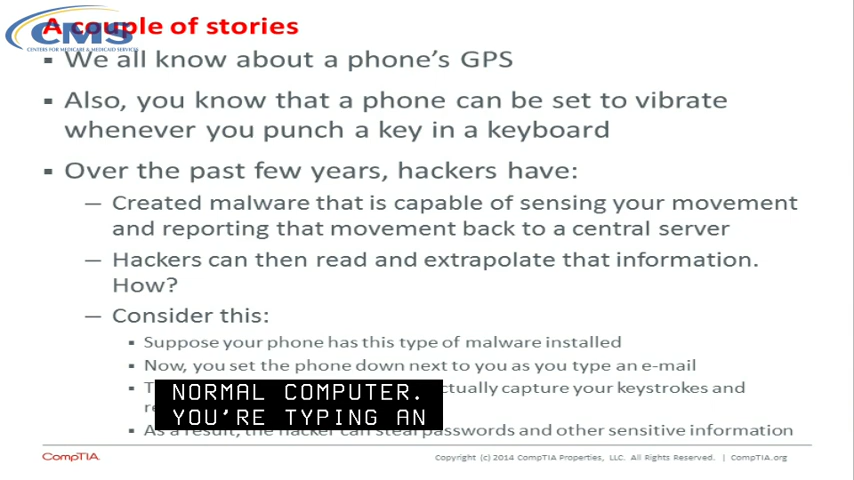 A couple of stories
CMS
CENTERS FOR MEDICARE & MEDICAID SERVICES
▪ We all know about a phone's GPS
▪ Also, you know that a phone can be set to vibrate
whenever you punch a key in a keyboard
▪ Over the past few years, hackers have:
— Created malware that is capable of sensing your movement
and reporting that movement back to a central server
— Hackers can then read and extrapolate that information.
How?
— Consider this:
▪ Suppose your phone has this type of malware installed
▪ Now, you set the phone down next to you as you type an e-mail
▪ actually capture your keystrokes and
NORMAL COMPUTER.
YOU'RE TYPING AN
▪ As a result, the hacker can steal passwords and other sensitive information
CompTIA
Copyright (c) 2014 CompTIA Properties, LLC. All Rights Reserved. | CompTIA.org